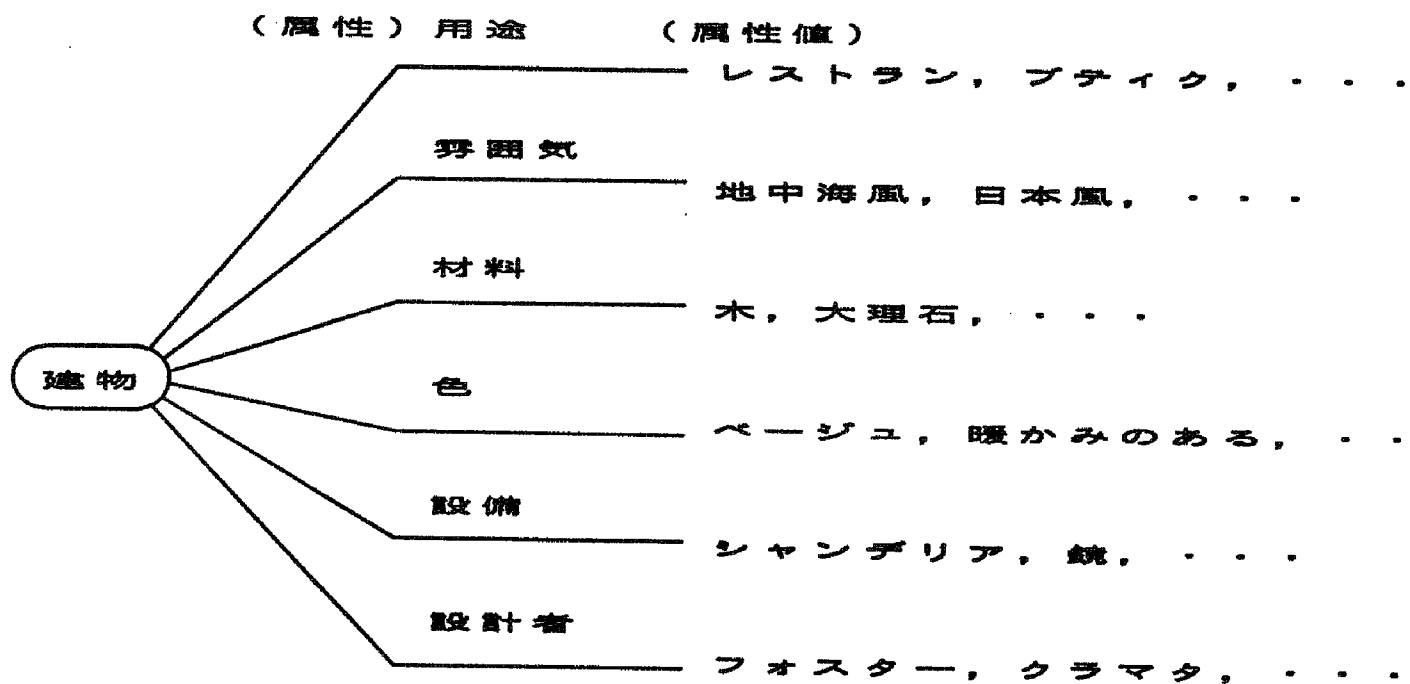 (属性)用途 (属性値)
レストラン,ブティク,・・・
雰囲気
地中海風,日本風,・・・
材料
木,大理石,・・・
建物
色
ベージュ,暖かみのある,・・
設備
シャンデリア,鏡,・・・
設計者
フォスター,クラマタ,・・・